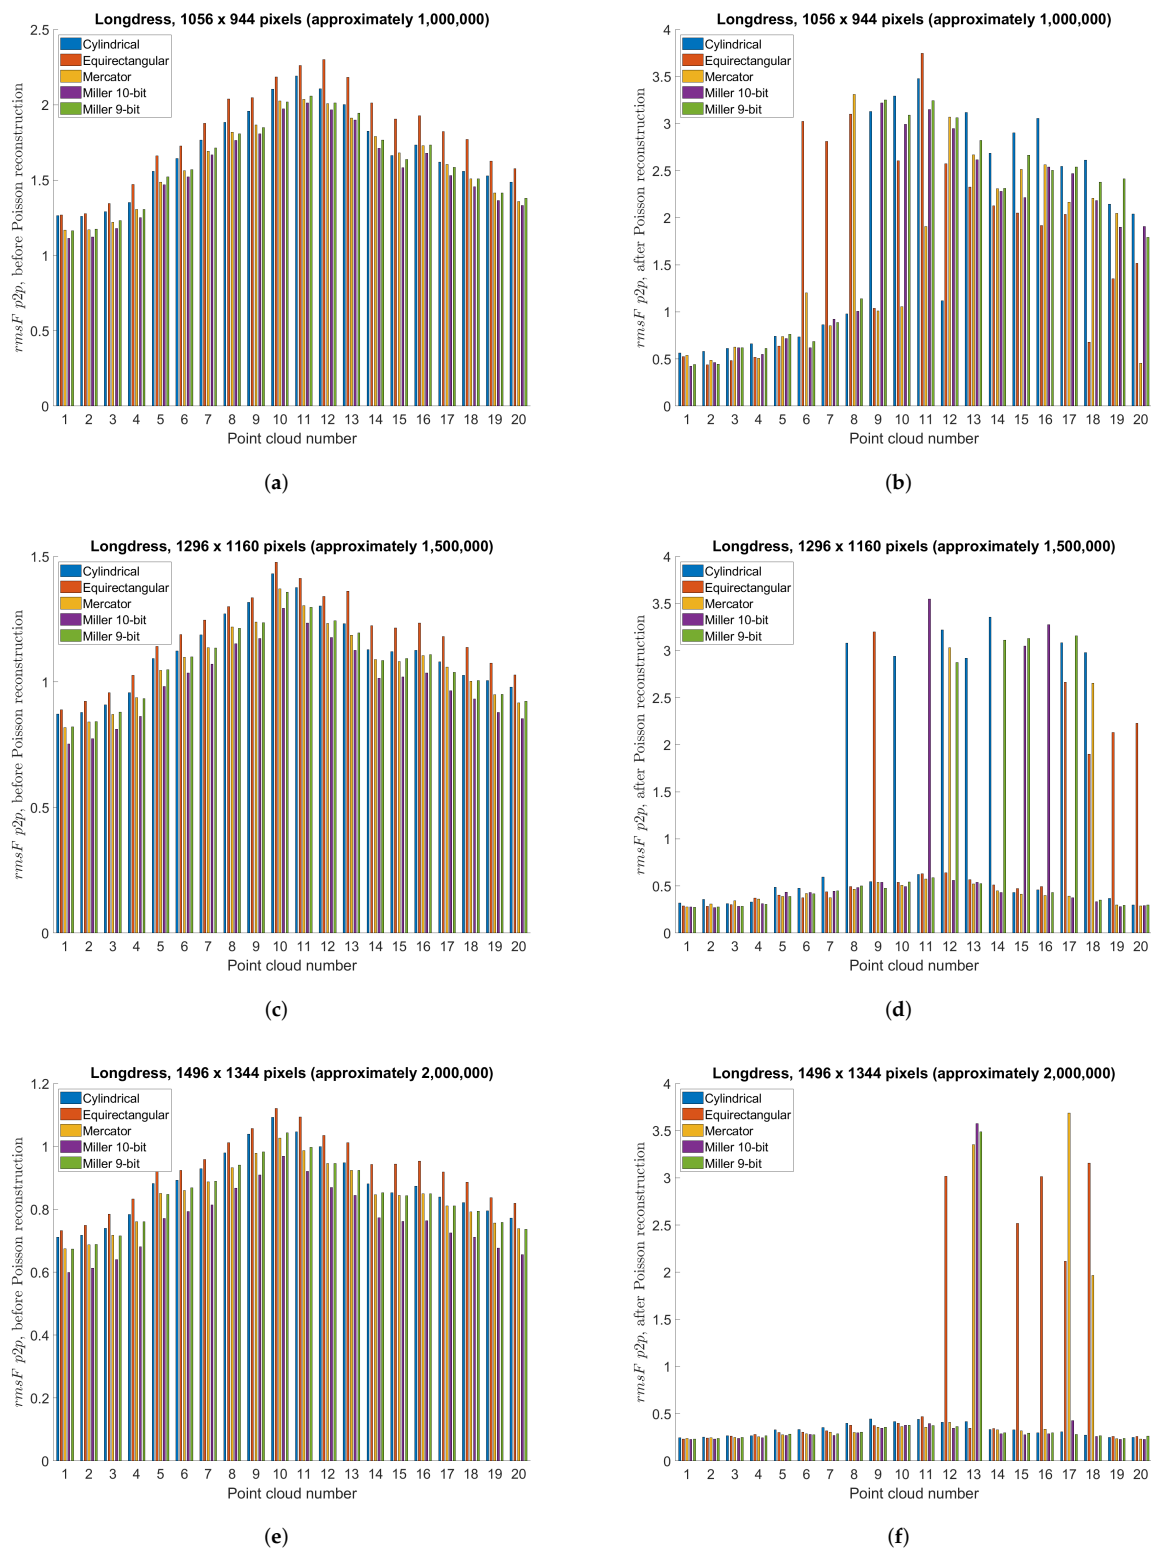 Longdress, 1056 x 944 pixels (approximately 1,000,000)
rmsF p2p, before Poisson reconstruction
2.5
2
1.5
1
0.5
0
Cylindrical
Equirectangular
Mercator
Miller 10-bit
Miller 9-bit
1 2 3 4 5 6 7 8 9 10 11 12 13 14 15 16 17 18 19 20
Point cloud number
(a)
Longdress, 1056 x 944 pixels (approximately 1,000,000)
rmsF p2p, after Poisson reconstruction
4
3.5
3
2.5
2
1.5
1
0.5
0
Cylindrical
Equirectangular
Mercator
Miller 10-bit
Miller 9-bit
1 2 3 4 5 6 7 8 9 10 11 12 13 14 15 16 17 18 19 20
Point cloud number
(b)
Longdress, 1296 x 1160 pixels (approximately 1,500,000)
rmsF p2p, before Poisson reconstruction
1.5
1
0.5
0
Cylindrical
Equirectangular
Mercator
Miller 10-bit
Miller 9-bit
1 2 3 4 5 6 7 8 9 10 11 12 13 14 15 16 17 18 19 20
Point cloud number
(c)
Longdress, 1296 x 1160 pixels (approximately 1,500,000)
rmsF p2p, after Poisson reconstruction
4
3.5
3
2.5
2
1.5
1
0.5
0
Cylindrical
Equirectangular
Mercator
Miller 10-bit
Miller 9-bit
1 2 3 4 5 6 7 8 9 10 11 12 13 14 15 16 17 18 19 20
Point cloud number
(d)
Longdress, 1496 x 1344 pixels (approximately 2,000,000)
rmsF p2p, before Poisson reconstruction
1.2
1
0.8
0.6
0.4
0.2
0
Cylindrical
Equirectangular
Mercator
Miller 10-bit
Miller 9-bit
1 2 3 4 5 6 7 8 9 10 11 12 13 14 15 16 17 18 19 20
Point cloud number
(e)
Longdress, 1496 x 1344 pixels (approximately 2,000,000)
rmsF p2p, after Poisson reconstruction
4
3.5
3
2.5
2
1.5
1
0.5
0
Cylindrical
Equirectangular
Mercator
Miller 10-bit
Miller 9-bit
1 2 3 4 5 6 7 8 9 10 11 12 13 14 15 16 17 18 19 20
Point cloud number
(f)